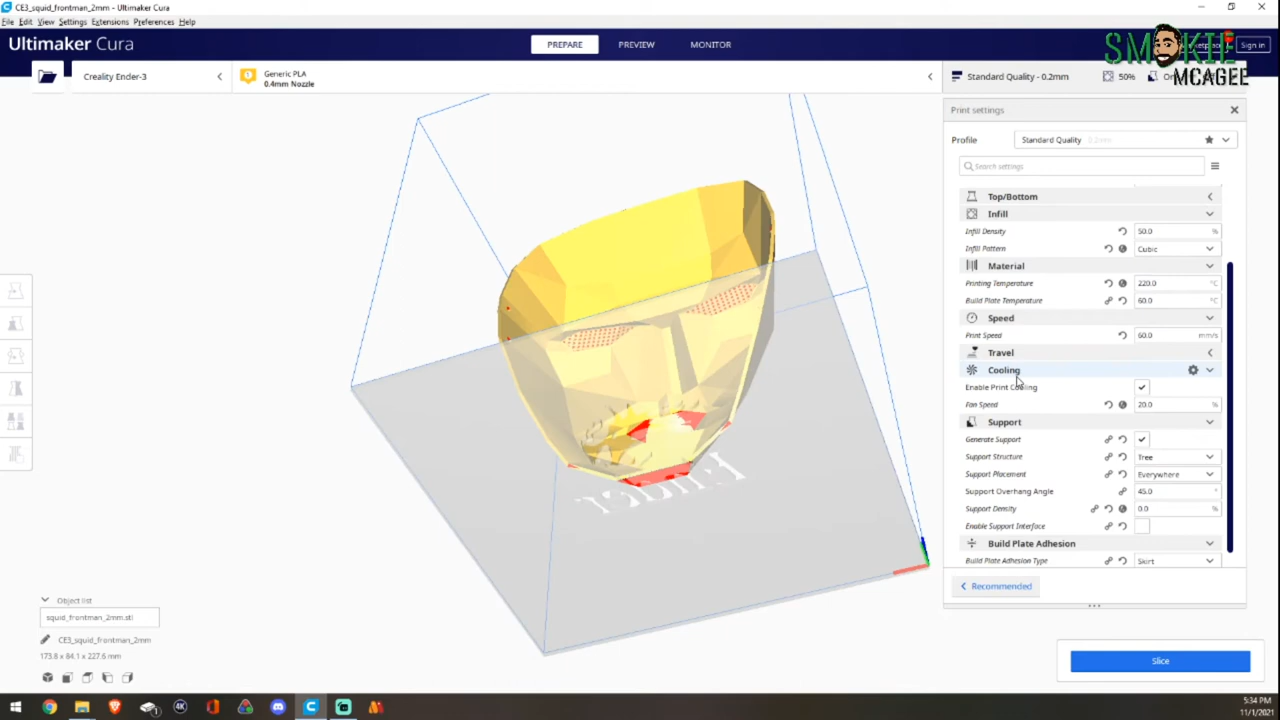 CE3_squid_frontman_2mm - Ultimaker Cura
File Edit View Settings Extensions Preferences Help
Ultimaker Cura
PREPARE
PREVIEW
MONITOR
Sign in
SMOKIE
MCAGEE
Creality Ender-3
Generic PLA
0.4mm Nozzle
Standard Quality - 0.2mm
50%
Print settings
Profile
Standard Quality 0.2mm
Search settings
Top/Bottom
Infill
Infill Density 50.0 %
Infill Pattern Cubic
Material
Printing Temperature 220.0 °C
Build Plate Temperature 60.0 °C
Speed
Print Speed 60.0 mm/s
Travel
Cooling
Enable Print Cooling
Fan Speed 20.0 %
Support
Generate Support
Support Structure Tree
Support Placement Everywhere
Support Overhang Angle 45.0 °
Support Density 0.0 %
Enable Support Interface
Build Plate Adhesion
Build Plate Adhesion Type Skirt
Recommended
Object list
squid_frontman_2mm.stl
CE3_squid_frontman_2mm
173.8 x 84.1 x 227.6 mm
Slice
4K
5:34 PM
11/1/2021